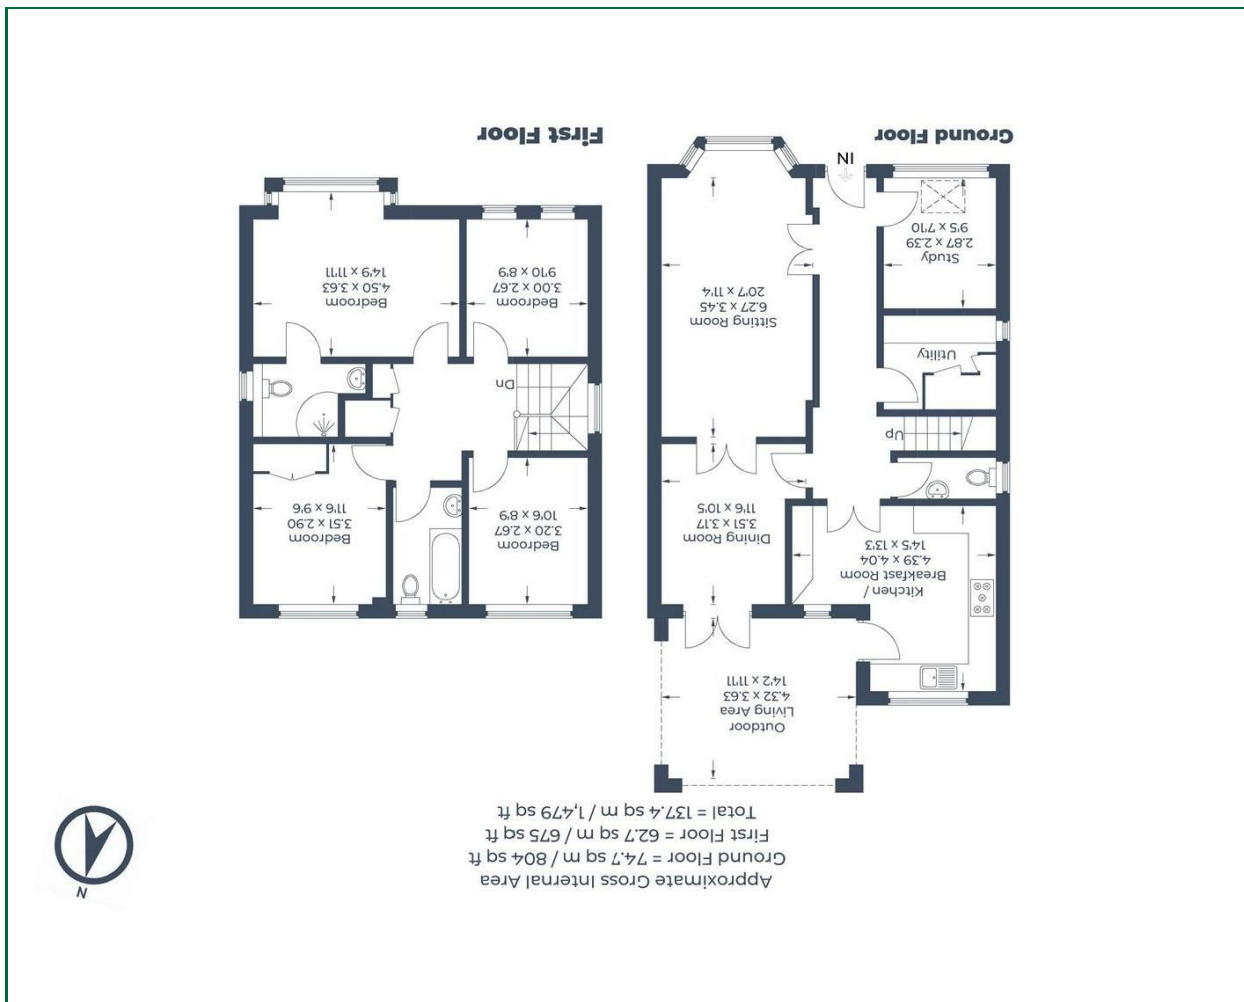 Approximate Gross Internal Area
Ground Floor = 74.7 sq m / 804 sq ft
First Floor = 62.7 sq m / 675 sq ft
Total = 137.4 sq m / 1,479 sq ft
N
Outdoor
Living Area
4.32 x 3.63
14'2 x 11'11
Kitchen /
Breakfast Room
4.39 x 4.04
14'5 x 13'3
Dining Room
3.51 x 3.17
11'6 x 10'5
Up
Utility
Sitting Room
6.27 x 3.45
20'7 x 11'4
Study
2.87 x 2.39
9'5 x 7'10
IN
Ground Floor
Bedroom
3.20 x 2.67
10'6 x 8'9
Bedroom
3.51 x 2.90
11'6 x 9'6
Dn
Bedroom
3.00 x 2.67
9'10 x 8'9
Bedroom
4.50 x 3.63
14'9 x 11'11
First Floor